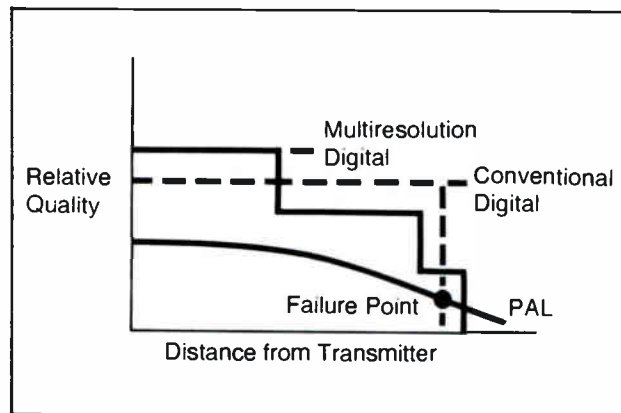 Multiresolution
Digital
Relative
Quality
Conventional
Digital
Failure Point
PAL
Distance from Transmitter